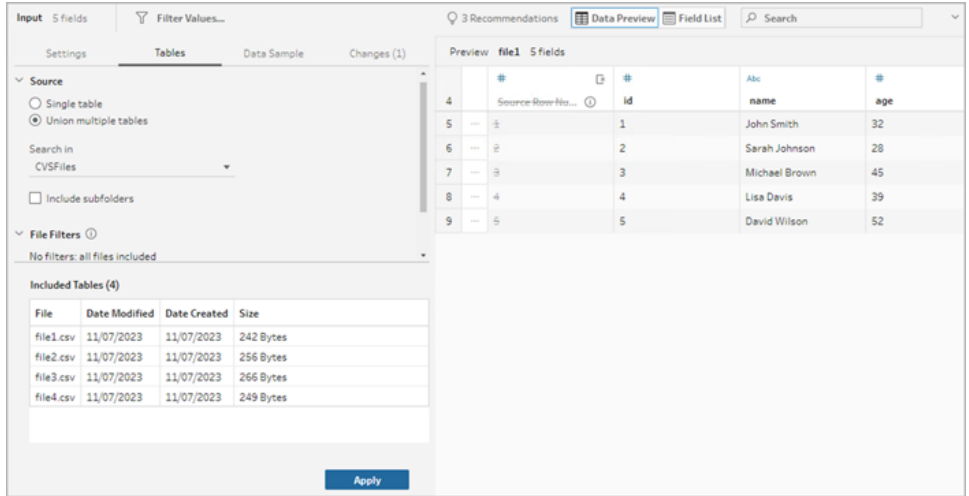 Input 5 fields Filter Values... 3 Recommendations Data Preview Field List Search
Settings Tables Data Sample Changes (1)
Source
Single table
Union multiple tables
Search in
CVSFiles
Include subfolders
File Filters
No filters: all files included
Included Tables (4)
File Date Modified Date Created Size
file1.csv 11/07/2023 11/07/2023 242 Bytes
file2.csv 11/07/2023 11/07/2023 256 Bytes
file3.csv 11/07/2023 11/07/2023 266 Bytes
file4.csv 11/07/2023 11/07/2023 249 Bytes
Apply
Preview file1 5 fields
# # Abc #
4 Source Row Nu... id name age
5 1 1 John Smith 32
6 2 2 Sarah Johnson 28
7 3 3 Michael Brown 45
8 4 4 Lisa Davis 39
9 5 5 David Wilson 52